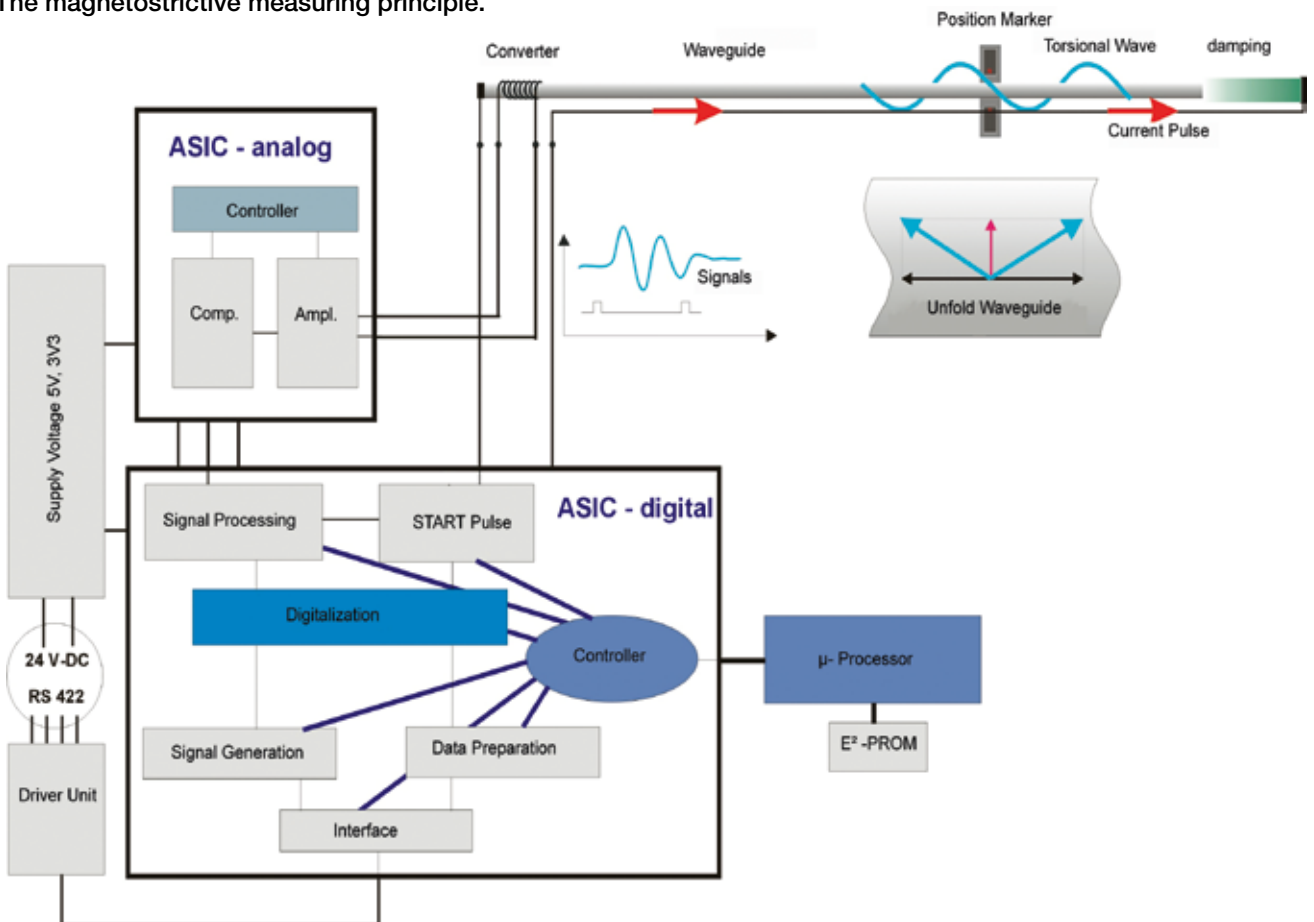 The magnetostrictive measuring principle.
Position Marker
Converter
Waveguide
Torsional Wave
damping
Current Pulse
ASIC - analog
Controller
Comp.
Ampl.
Signals
Unfold Waveguide
Supply Voltage 5V, 3V3
ASIC - digital
Signal Processing
START Pulse
Digitalization
Controller
µ- Processor
24 V-DC
RS 422
Signal Generation
Data Preparation
E² -PROM
Driver Unit
Interface